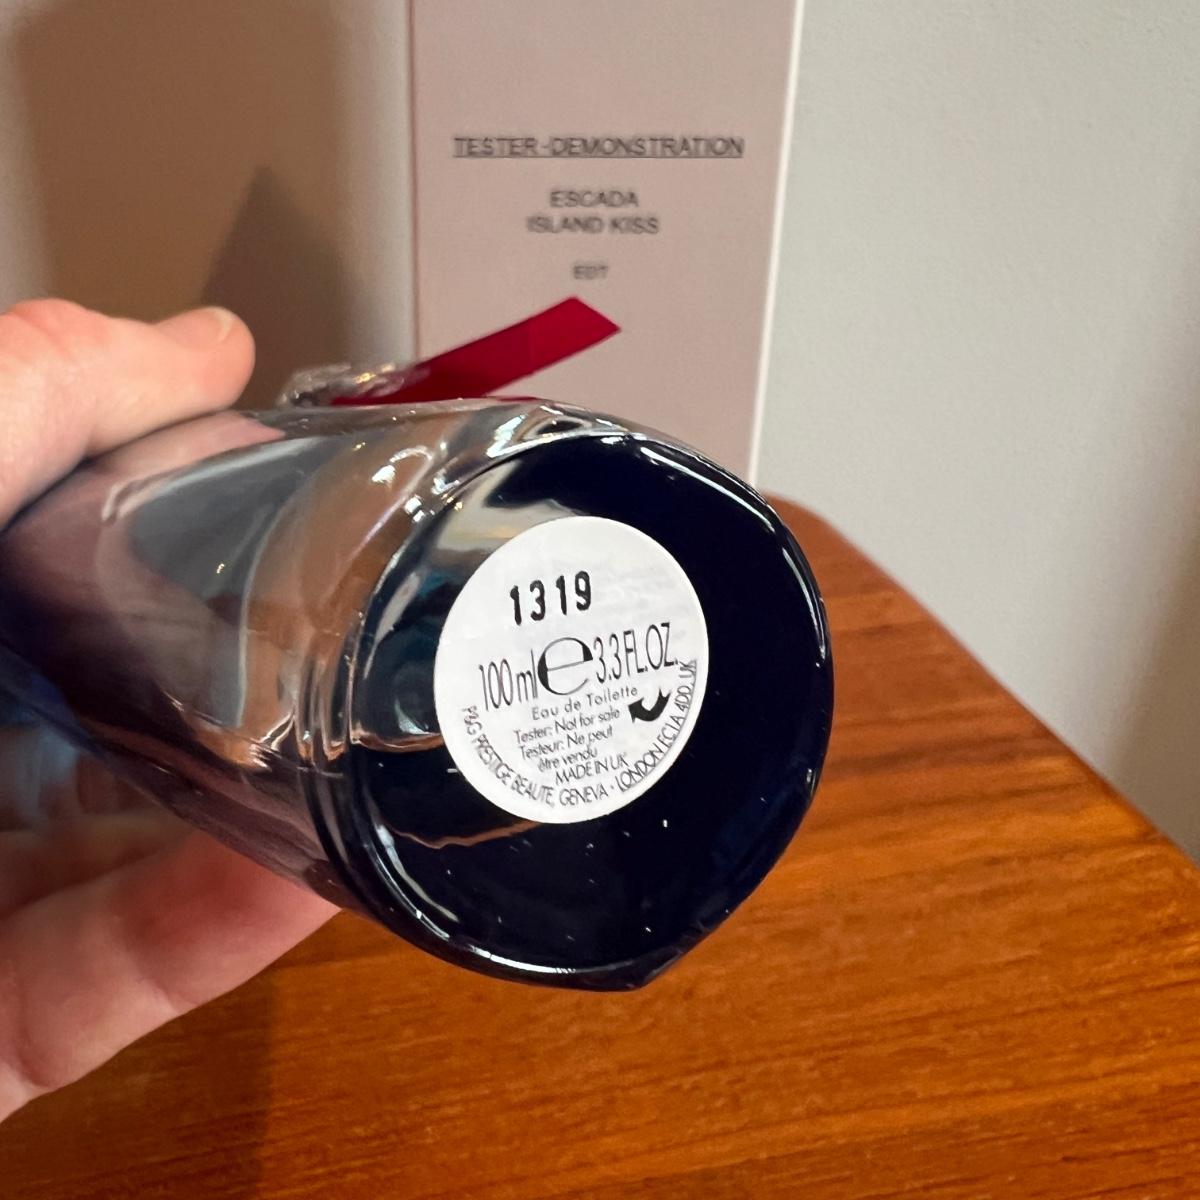 TESTER-DEMONSTRATION
ESCADA
ISLAND KISS
EDT
1319
100ml e 3.3FL.OZ.
Eau de Toilette
Tester: Not for sale
Testeur: Ne peut
être vendu
MADE IN UK
P&G PRESTIGE BEAUTE, GENEVA • LONDON.EC1A 4DD.UK